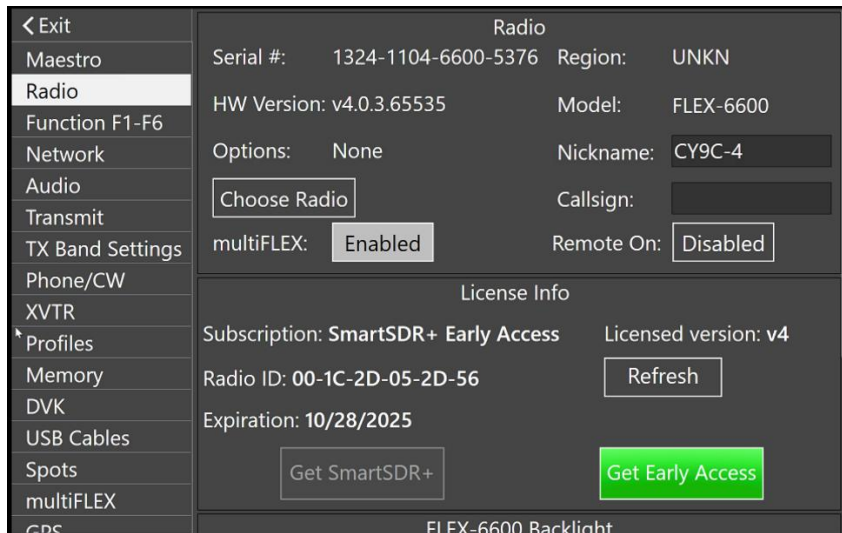 Exit
Maestro
Radio
Function F1-F6
Network
Audio
Transmit
TX Band Settings
Phone/CW
XVTR
Profiles
Memory
DVK
USB Cables
Spots
multiFLEX
GPS
Radio
Serial #: 1324-1104-6600-5376 Region: UNKN
HW Version: v4.0.3.65535 Model: FLEX-6600
Options: None Nickname: CY9C-4
Choose Radio Callsign:
multiFLEX: Enabled Remote On: Disabled
License Info
Subscription: SmartSDR+ Early Access Licensed version: v4
Radio ID: 00-1C-2D-05-2D-56 Refresh
Expiration: 10/28/2025
Get SmartSDR+ Get Early Access
FLEX-6600 Backlight